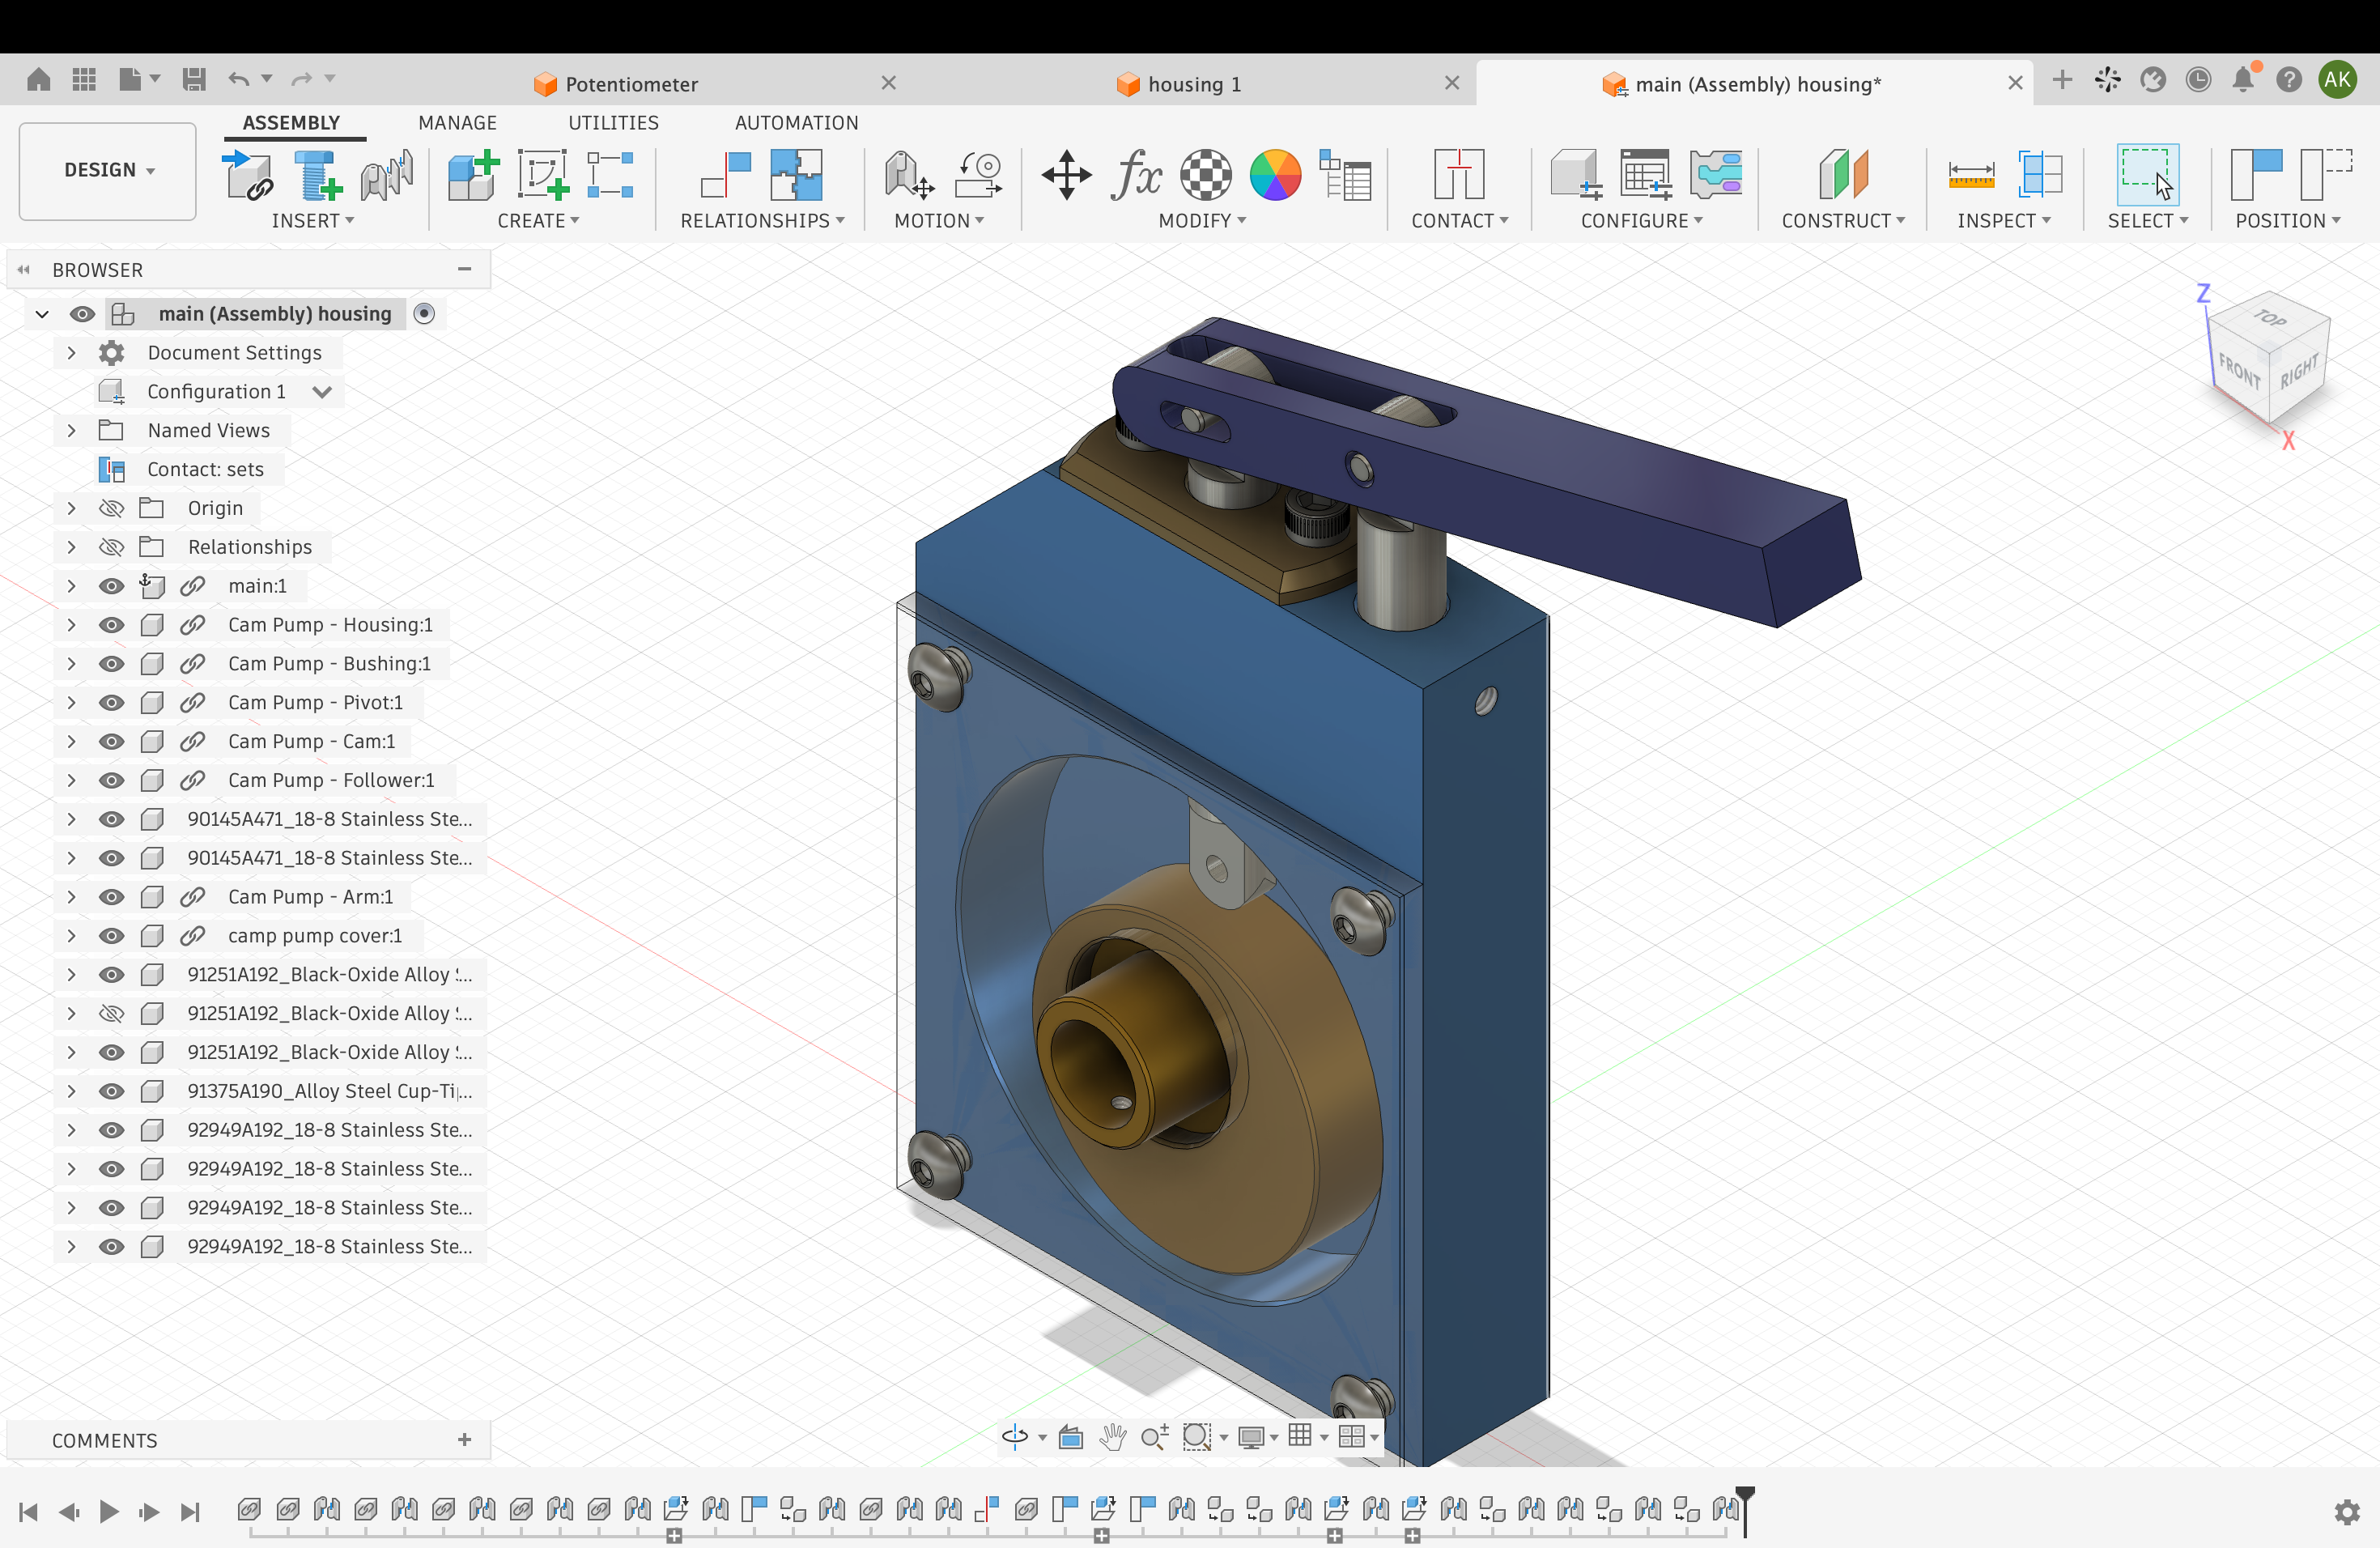 Potentiometer
housing 1
main (Assembly) housing*
AK
DESIGN
ASSEMBLY
MANAGE
UTILITIES
AUTOMATION
INSERT
CREATE
RELATIONSHIPS
MOTION
MODIFY
CONTACT
CONFIGURE
CONSTRUCT
INSPECT
SELECT
POSITION
BROWSER
main (Assembly) housing
Document Settings
Configuration 1
Named Views
Contact: sets
Origin
Relationships
main:1
Cam Pump - Housing:1
Cam Pump - Bushing:1
Cam Pump - Pivot:1
Cam Pump - Cam:1
Cam Pump - Follower:1
90145A471_18-8 Stainless Ste...
90145A471_18-8 Stainless Ste...
Cam Pump - Arm:1
camp pump cover:1
91251A192_Black-Oxide Alloy S...
91251A192_Black-Oxide Alloy S...
91251A192_Black-Oxide Alloy S...
91375A190_Alloy Steel Cup-Ti...
92949A192_18-8 Stainless Ste...
92949A192_18-8 Stainless Ste...
92949A192_18-8 Stainless Ste...
92949A192_18-8 Stainless Ste...
Z
TOP
FRONT
RIGHT
X
COMMENTS